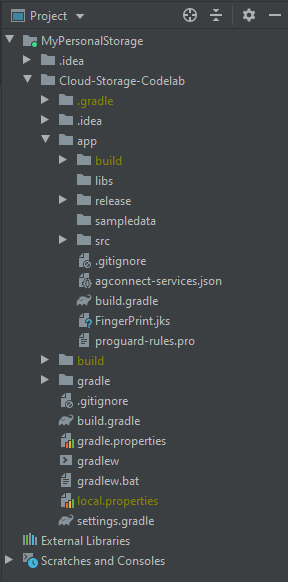 Project
MyPersonalStorage
.idea
Cloud-Storage-Codelab
.gradle
.idea
app
build
libs
release
sampledata
src
.gitignore
agconnect-services.json
build.gradle
FingerPrint.jks
proguard-rules.pro
build
gradle
.gitignore
build.gradle
gradle.properties
gradlew
gradlew.bat
local.properties
settings.gradle
External Libraries
Scratches and Consoles